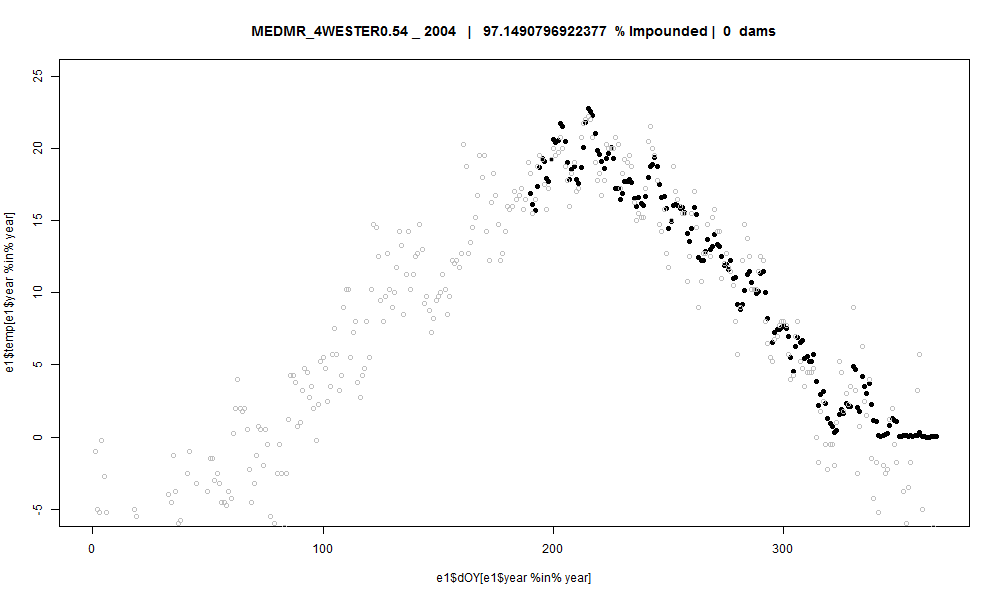 MEDMR_4WESTER0.54 _ 2004 | 97.1490796922377 % Impounded | 0 dams
e1$temp[e1$year %in% year]
25
20
15
10
5
0
-5
0 100 200 300
e1$dOY[e1$year %in% year]